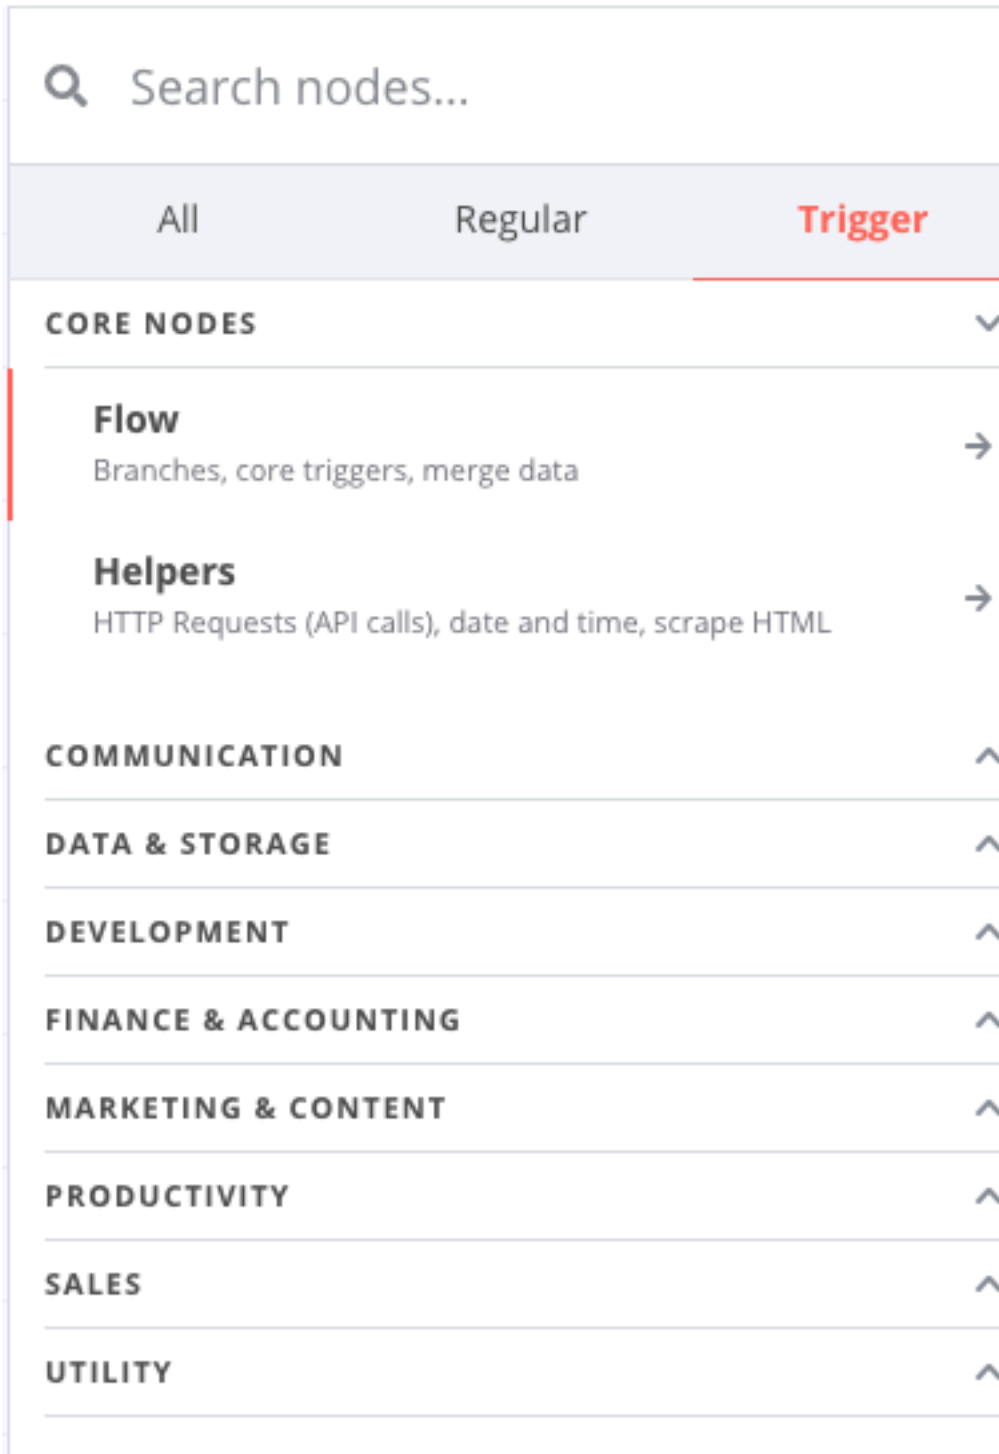 Search nodes...
All Regular Trigger
CORE NODES
Flow
Branches, core triggers, merge data
Helpers
HTTP Requests (API calls), date and time, scrape HTML
COMMUNICATION
DATA & STORAGE
DEVELOPMENT
FINANCE & ACCOUNTING
MARKETING & CONTENT
PRODUCTIVITY
SALES
UTILITY